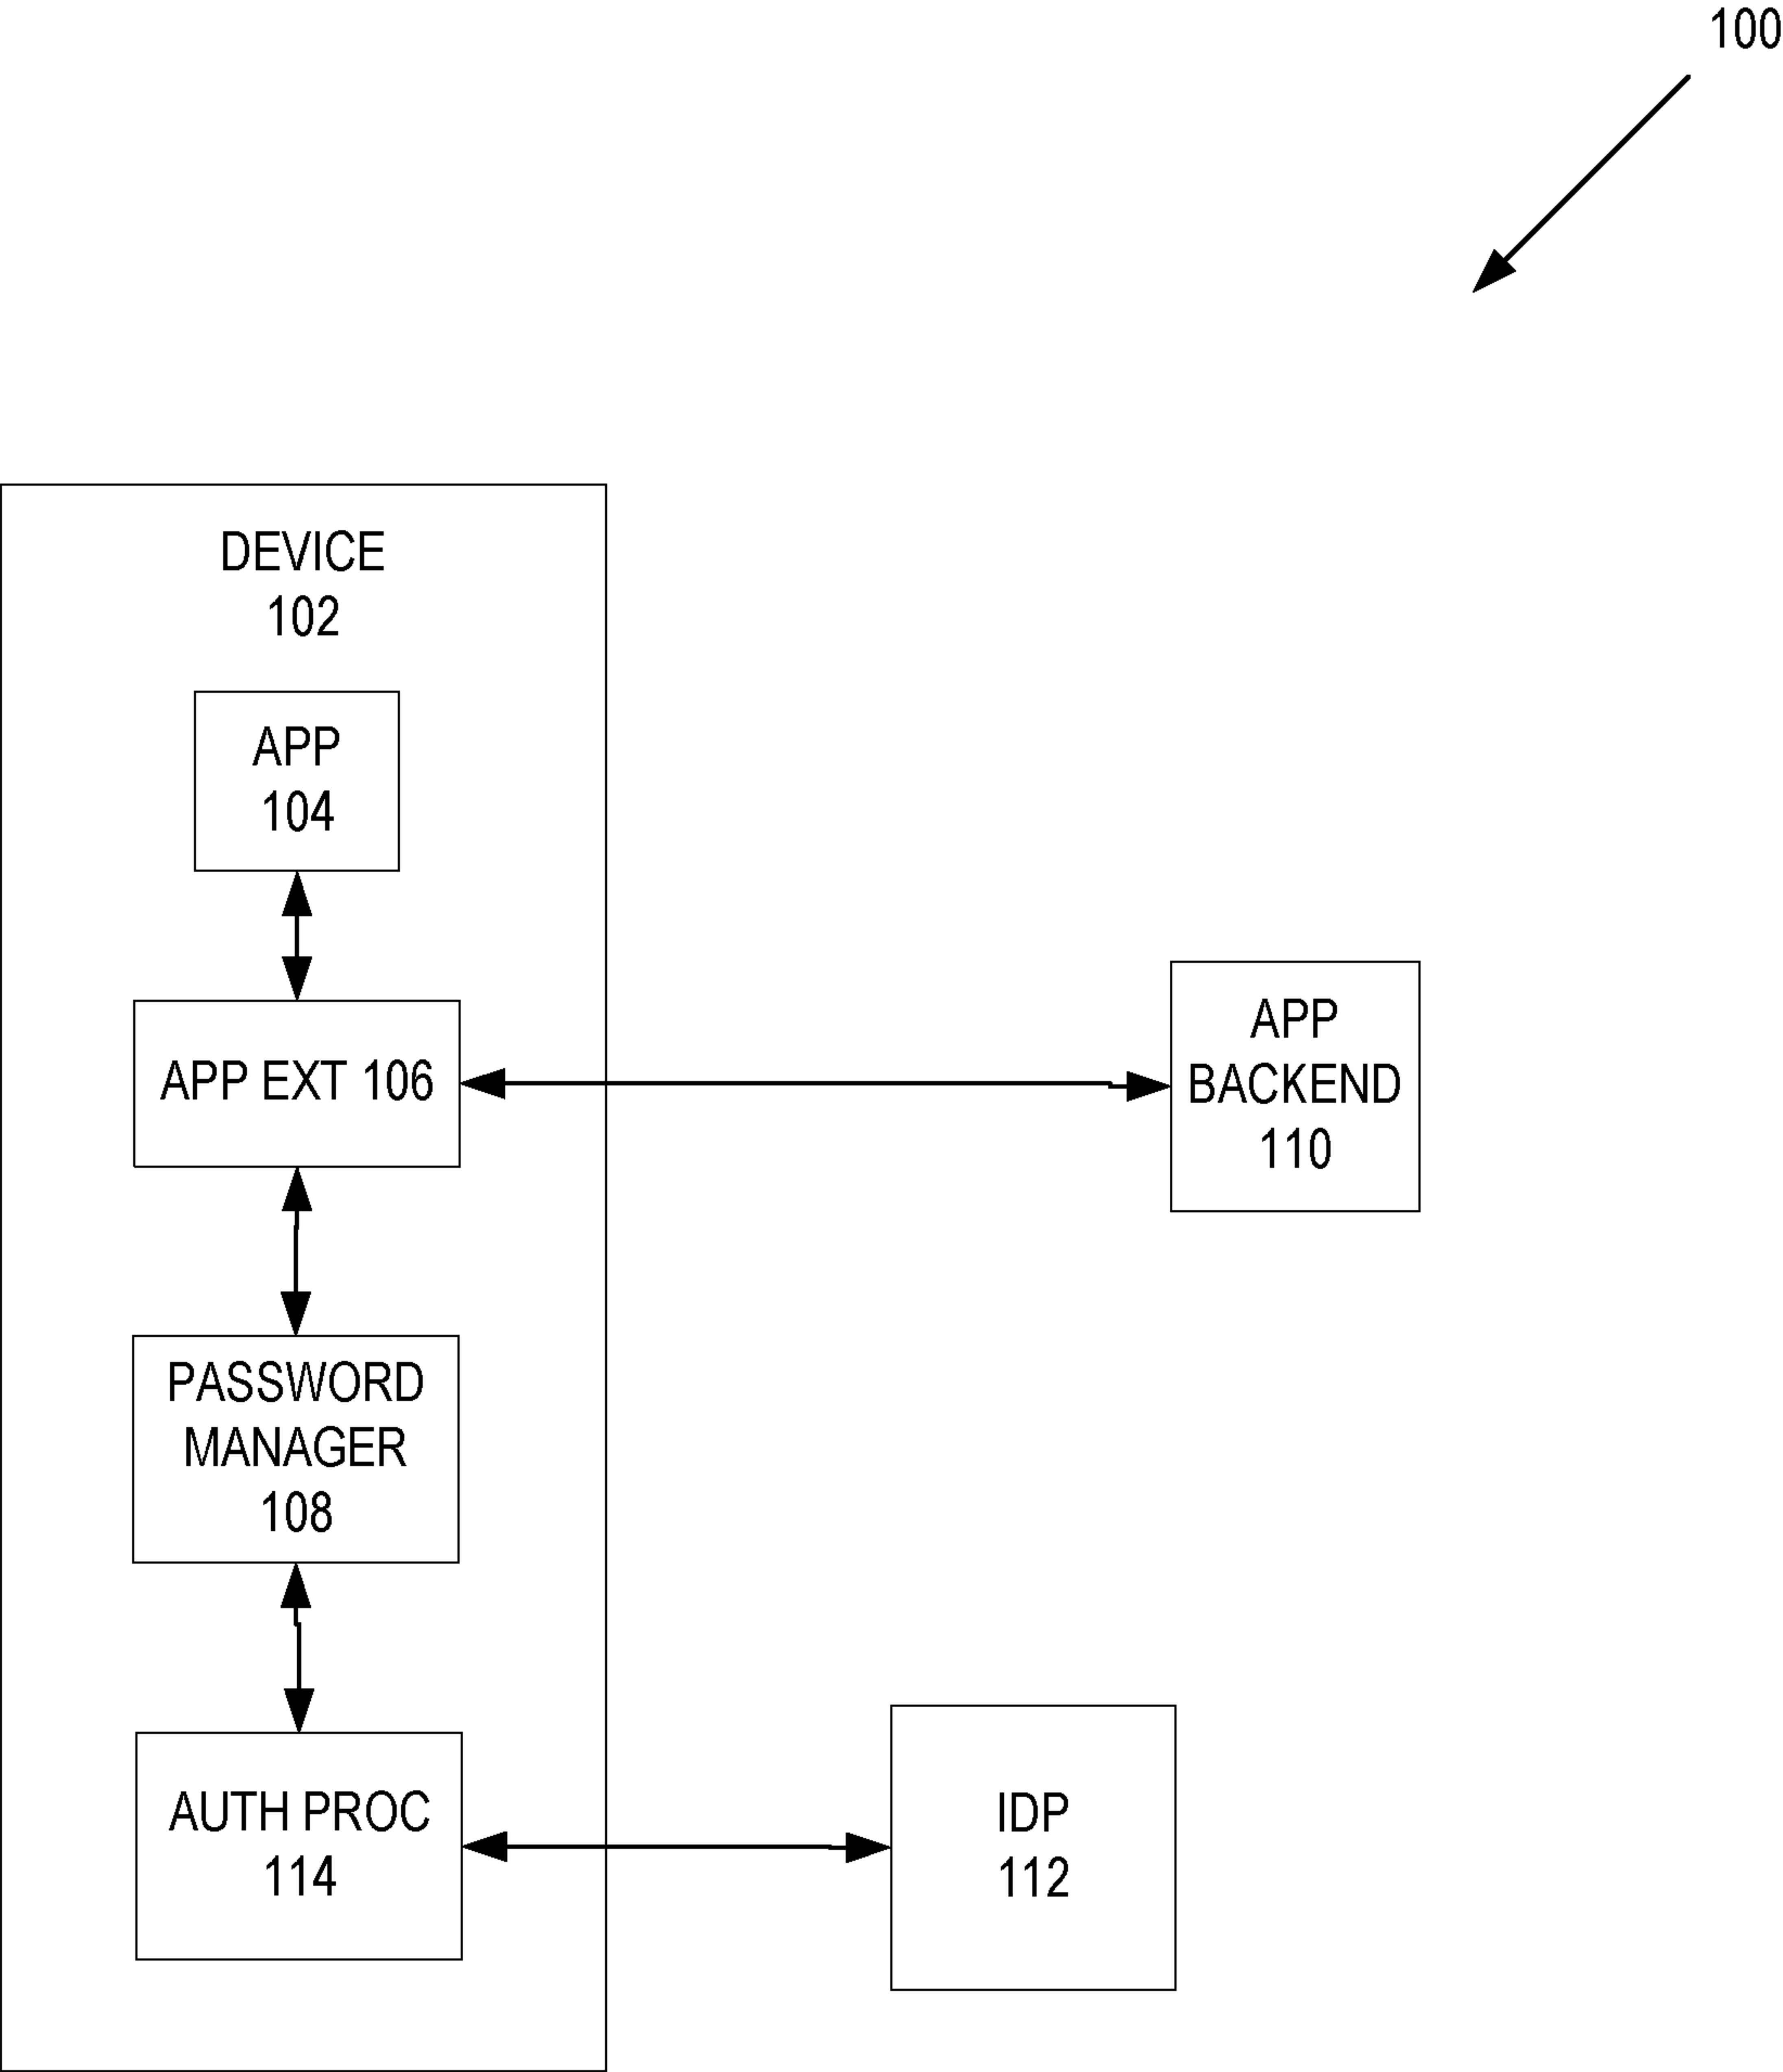 100
DEVICE
102
APP
104
APP EXT 106
APP
BACKEND
110
PASSWORD
MANAGER
108
AUTH PROC
114
IDP
112